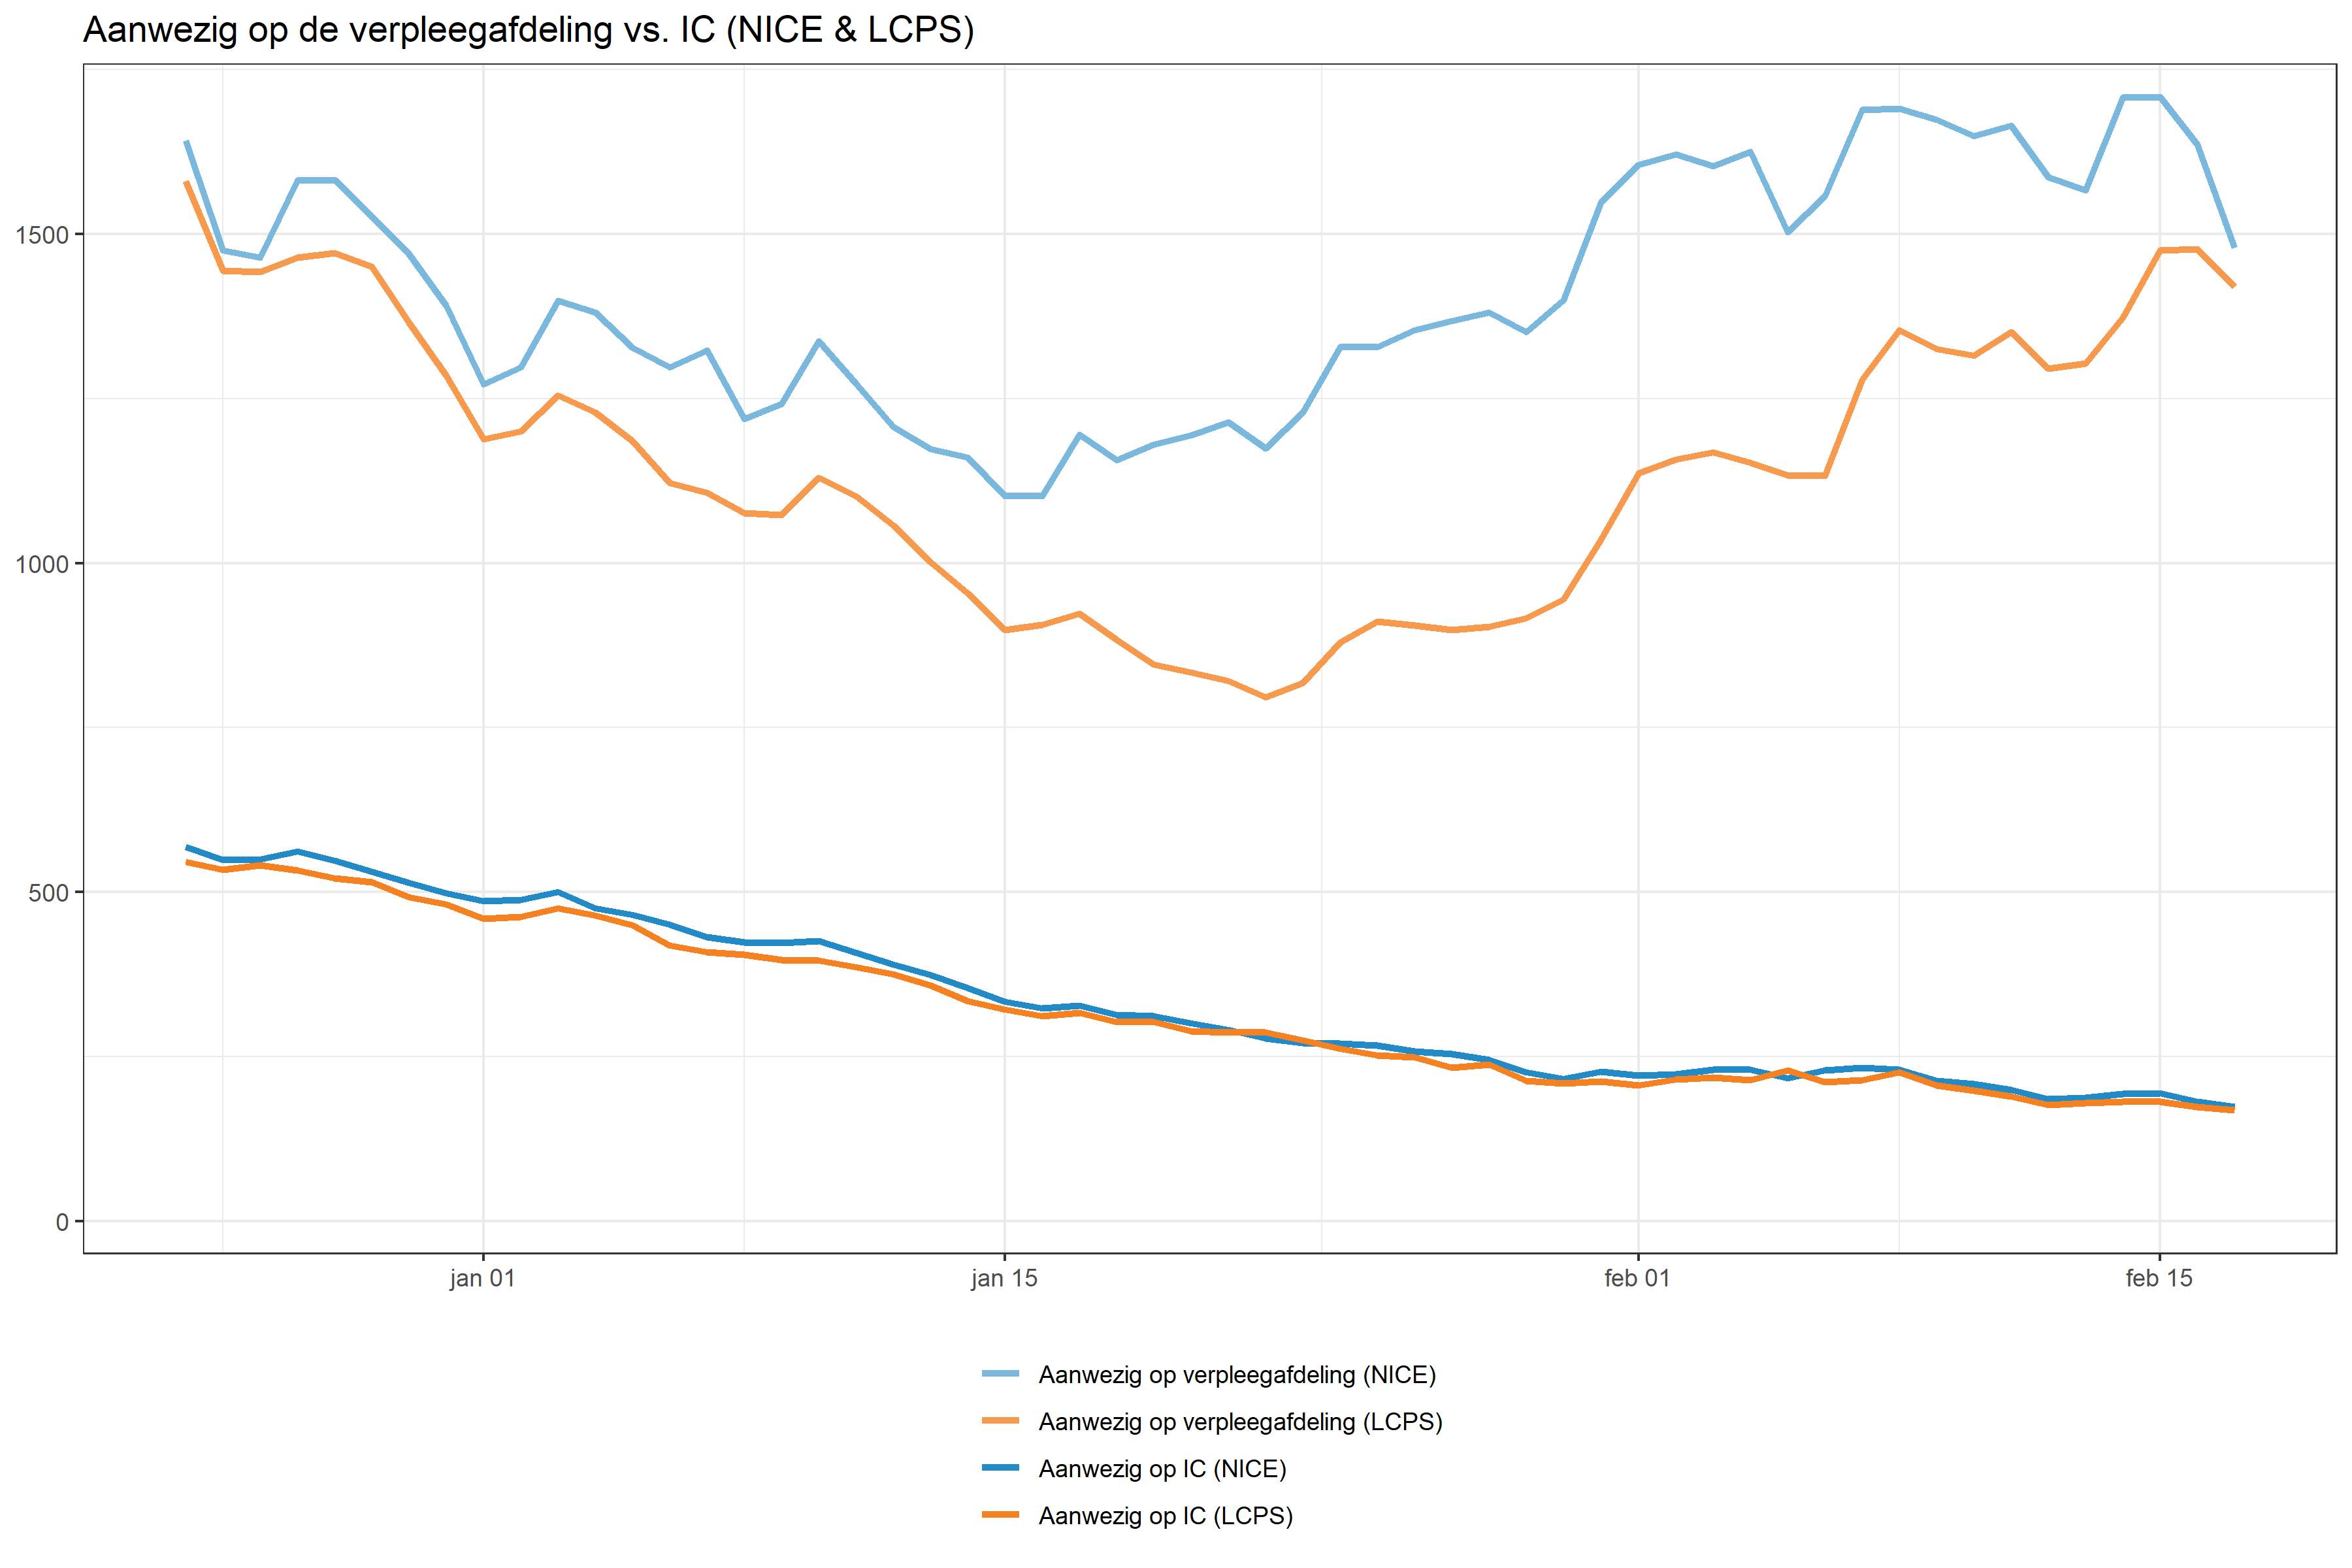 Aanwezig op de verpleegafdeling vs. IC (NICE & LCPS)
1500
1000
500
0
jan 01
jan 15
feb 01
feb 15
Aanwezig op verpleegafdeling (NICE)
Aanwezig op verpleegafdeling (LCPS)
Aanwezig op IC (NICE)
Aanwezig op IC (LCPS)